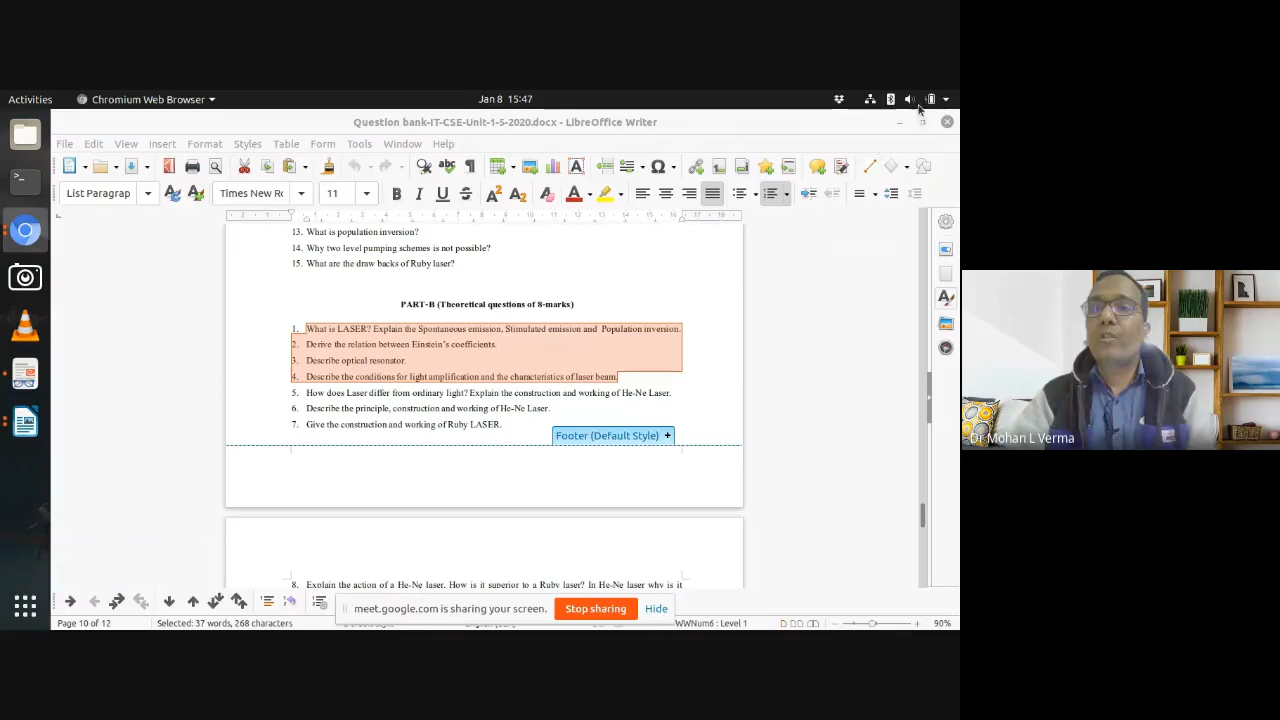 Activities
Chromium Web Browser
Jan 8 15:47
Question bank-IT-CSE-Unit-1-5-2020.docx - LibreOffice Writer
File Edit View Insert Format Styles Table Form Tools Window Help
List Paragrap
Times New R
11
13. What is population inversion?
14. Why two level pumping schemes is not possible?
15. What are the draw backs of Ruby laser?
PART-B (Theoretical questions of 8-marks)
1. What is LASER? Explain the Spontaneous emission, Stimulated emission and Population inversion.
2. Derive the relation between Einstein's coefficients.
3. Describe optical resonator.
4. Describe the conditions for light amplification and the characteristics of laser beam.
5. How does Laser differ from ordinary light? Explain the construction and working of He-Ne Laser.
6. Describe the principle, construction and working of He-Ne Laser.
7. Give the construction and working of Ruby LASER.
Footer (Default Style) +
8. Explain the action of a He-Ne laser. How is it superior to a Ruby laser? In He-Ne laser why is it
meet.google.com is sharing your screen.
Stop sharing
Hide
Page 10 of 12
Selected: 37 words, 268 characters
WWNum6 : Level 1
90%
Dr Mohan L Verma